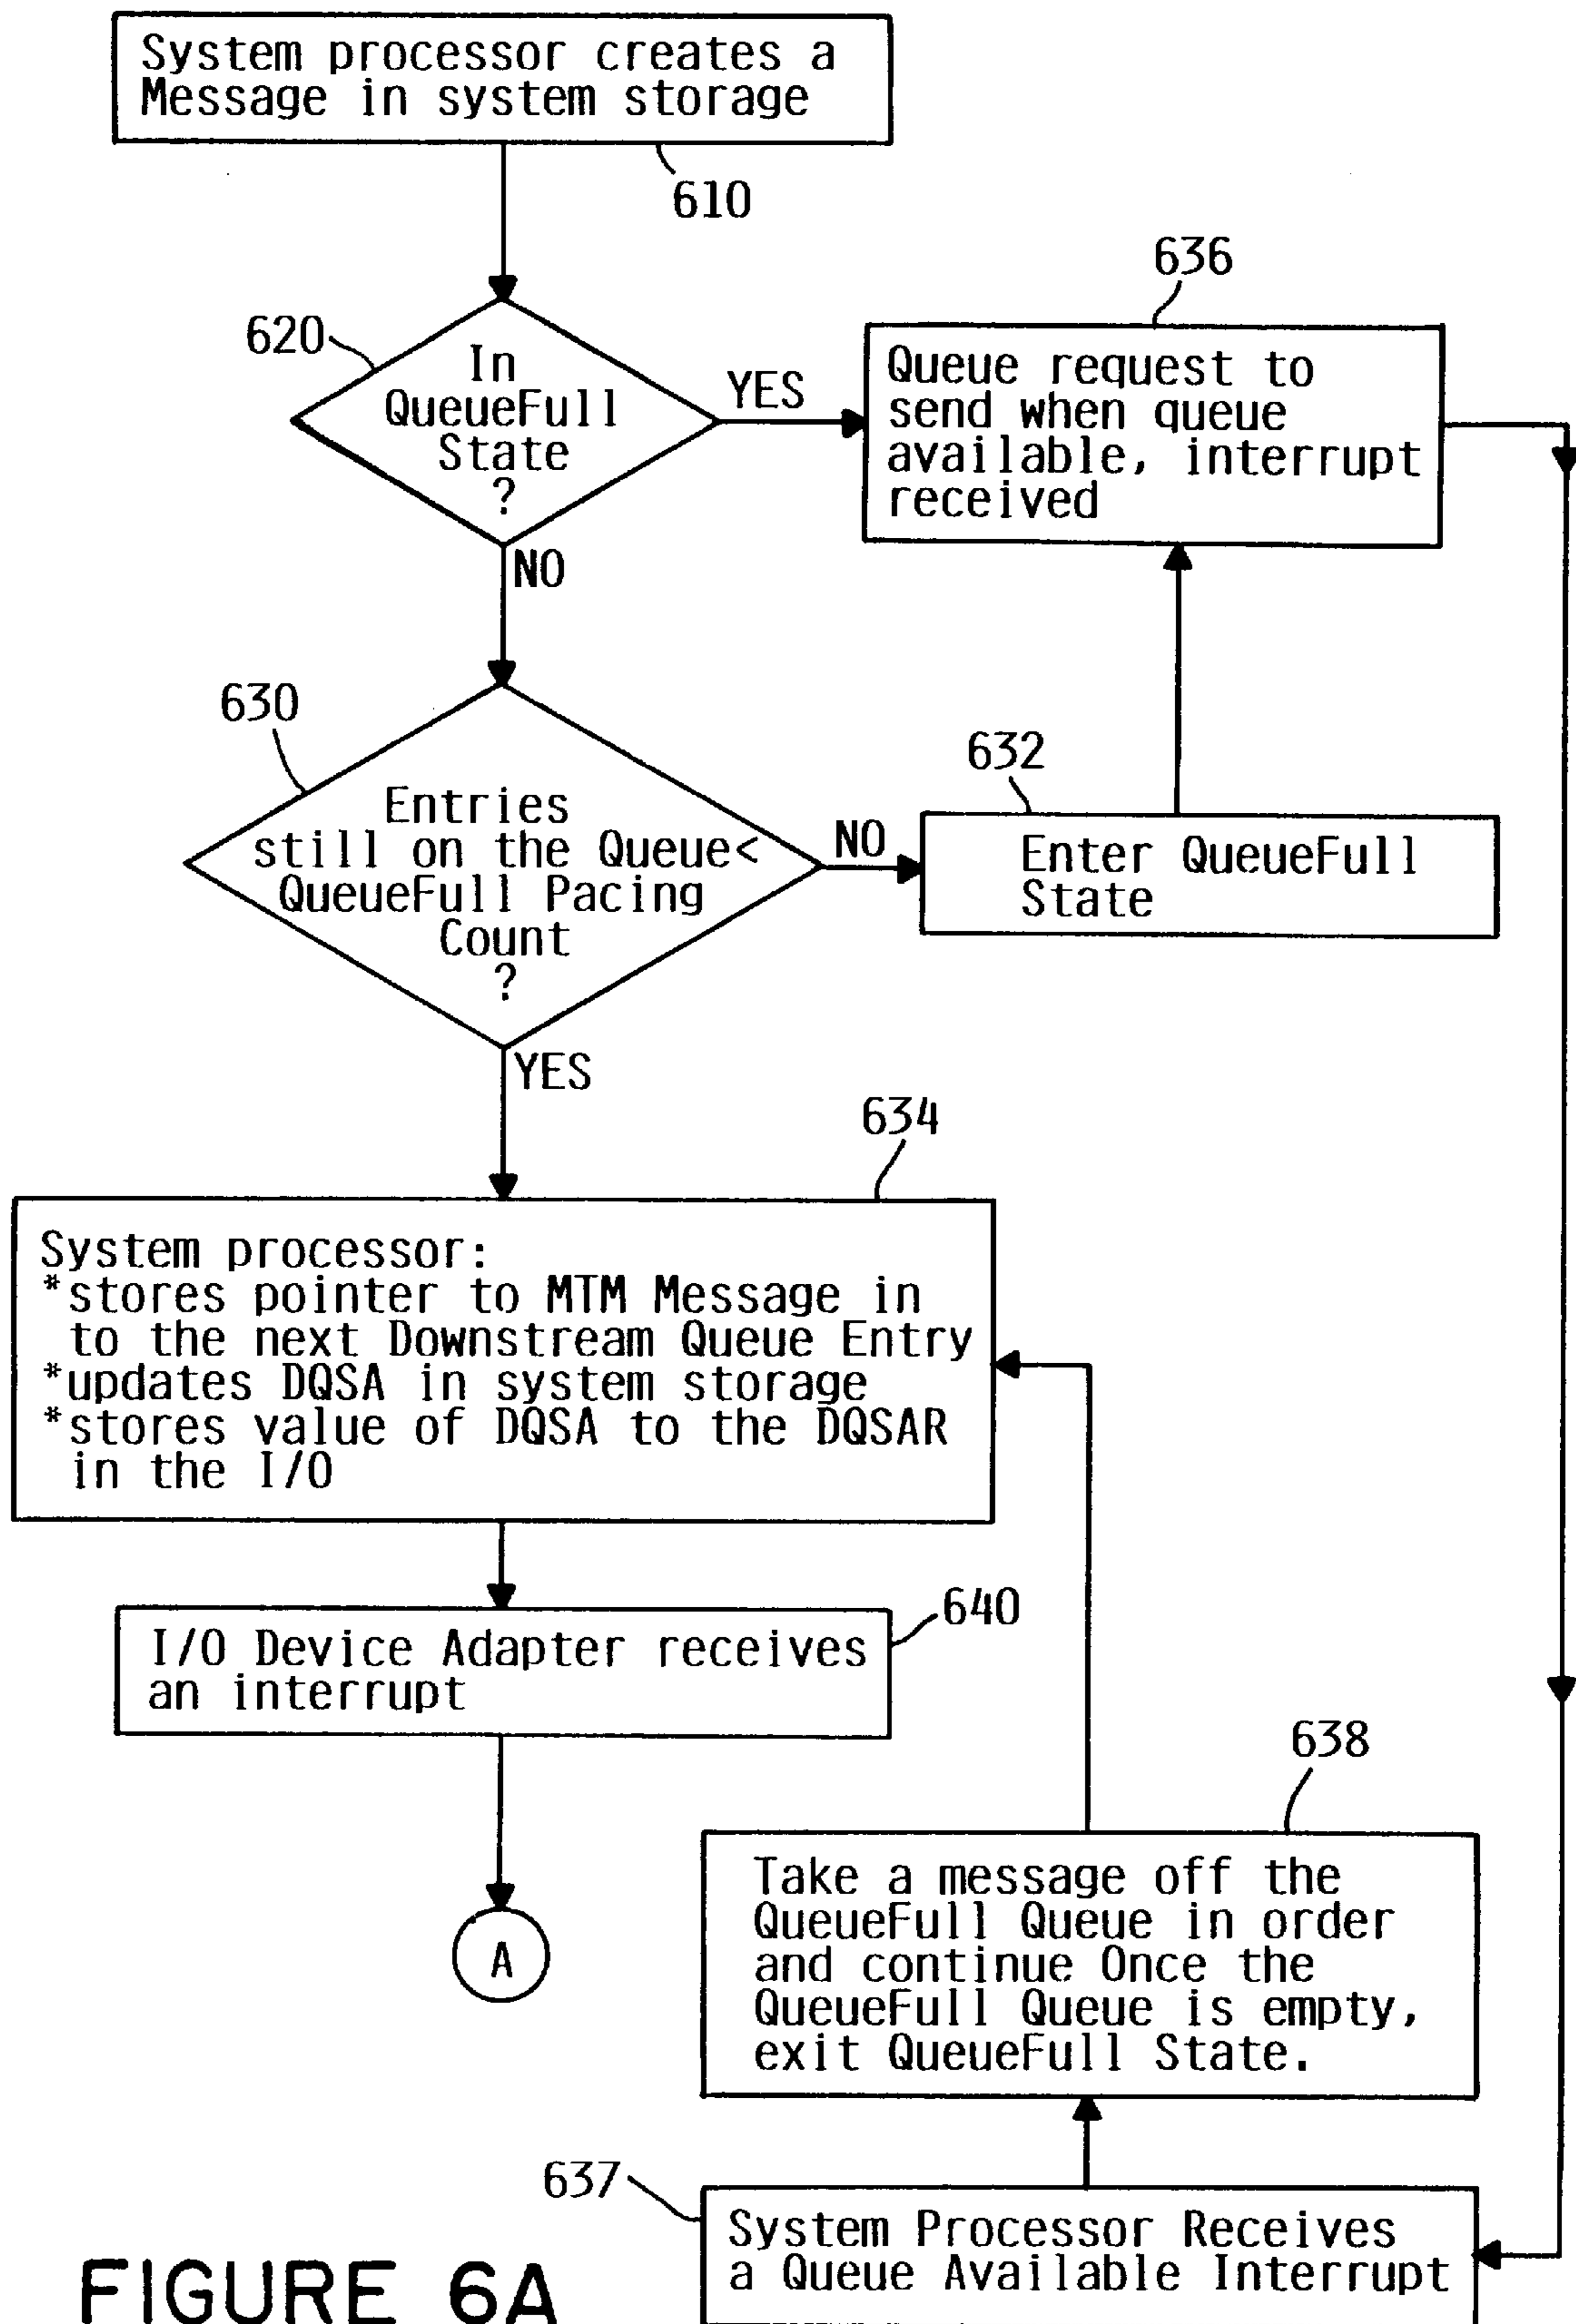 System processor creates a
Message in system storage
610
636
620
In
QueueFull
State
?
YES
Queue request to
send when queue
available, interrupt
received
NO
630
632
Entries
still on the Queue<
QueueFull Pacing
Count
?
NO
Enter QueueFull
State
YES
634
System processor:
*stores pointer to MTM Message in
to the next Downstream Queue Entry
*updates DQSA in system storage
*stores value of DQSA to the DQSAR
in the I/O
640
I/O Device Adapter receives
an interrupt
638
A
Take a message off the
QueueFull Queue in order
and continue Once the
QueueFull Queue is empty,
exit QueueFull State.
637
System Processor Receives
a Queue Available Interrupt
FIGURE 6A